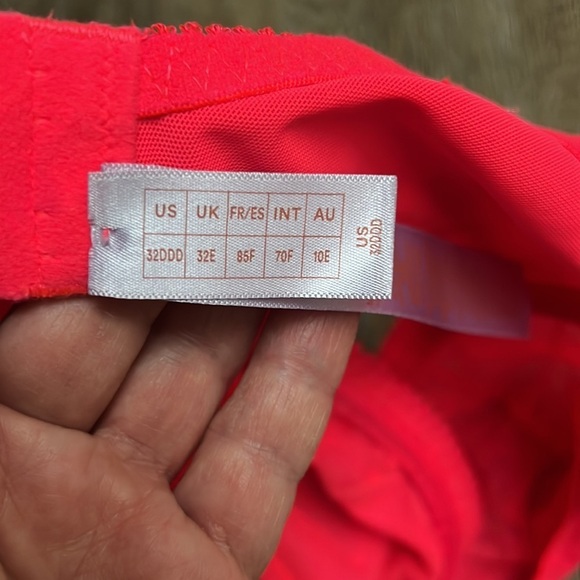 US UK FR/ES INT AU
32DDD 32E 85F 70F 10E
US
32DDD